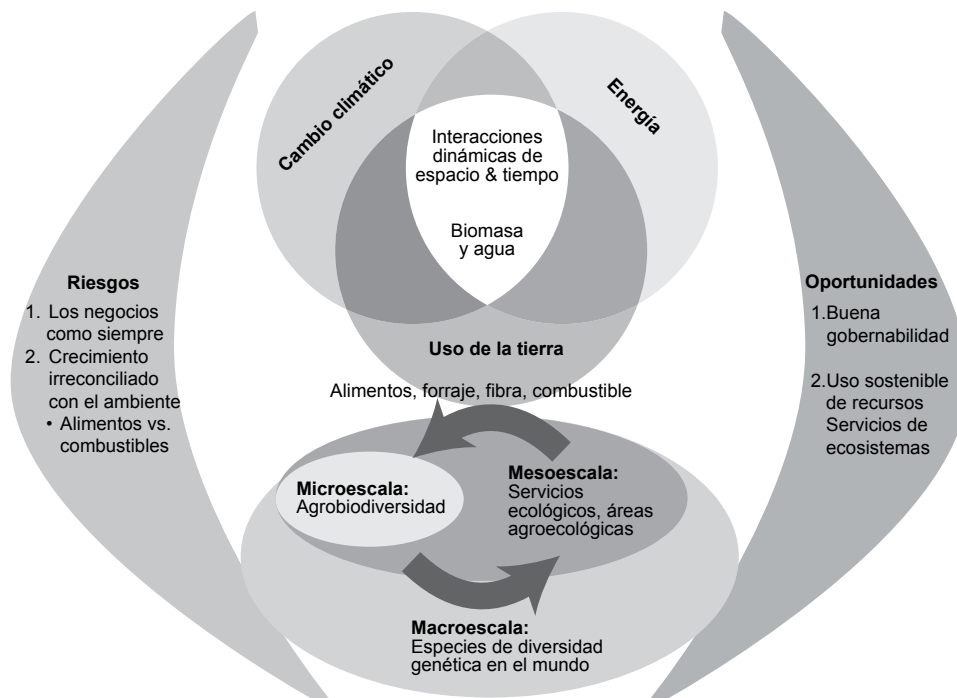 Cambio climático
Energía
Interacciones
dinámicas de
espacio & tiempo
Biomasa
y agua
Riesgos
1. Los negocios
como siempre
2. Crecimiento
irreconciliado
con el ambiente
• Alimentos vs.
combustibles
Oportunidades
1.Buena
gobernabilidad
2.Uso sostenible
de recursos
Servicios de
ecosistemas
Uso de la tierra
Alimentos, forraje, fibra, combustible
Microescala:
Agrobiodiversidad
Mesoescala:
Servicios
ecológicos, áreas
agroecológicas
Macroescala:
Especies de diversidad
genética en el mundo